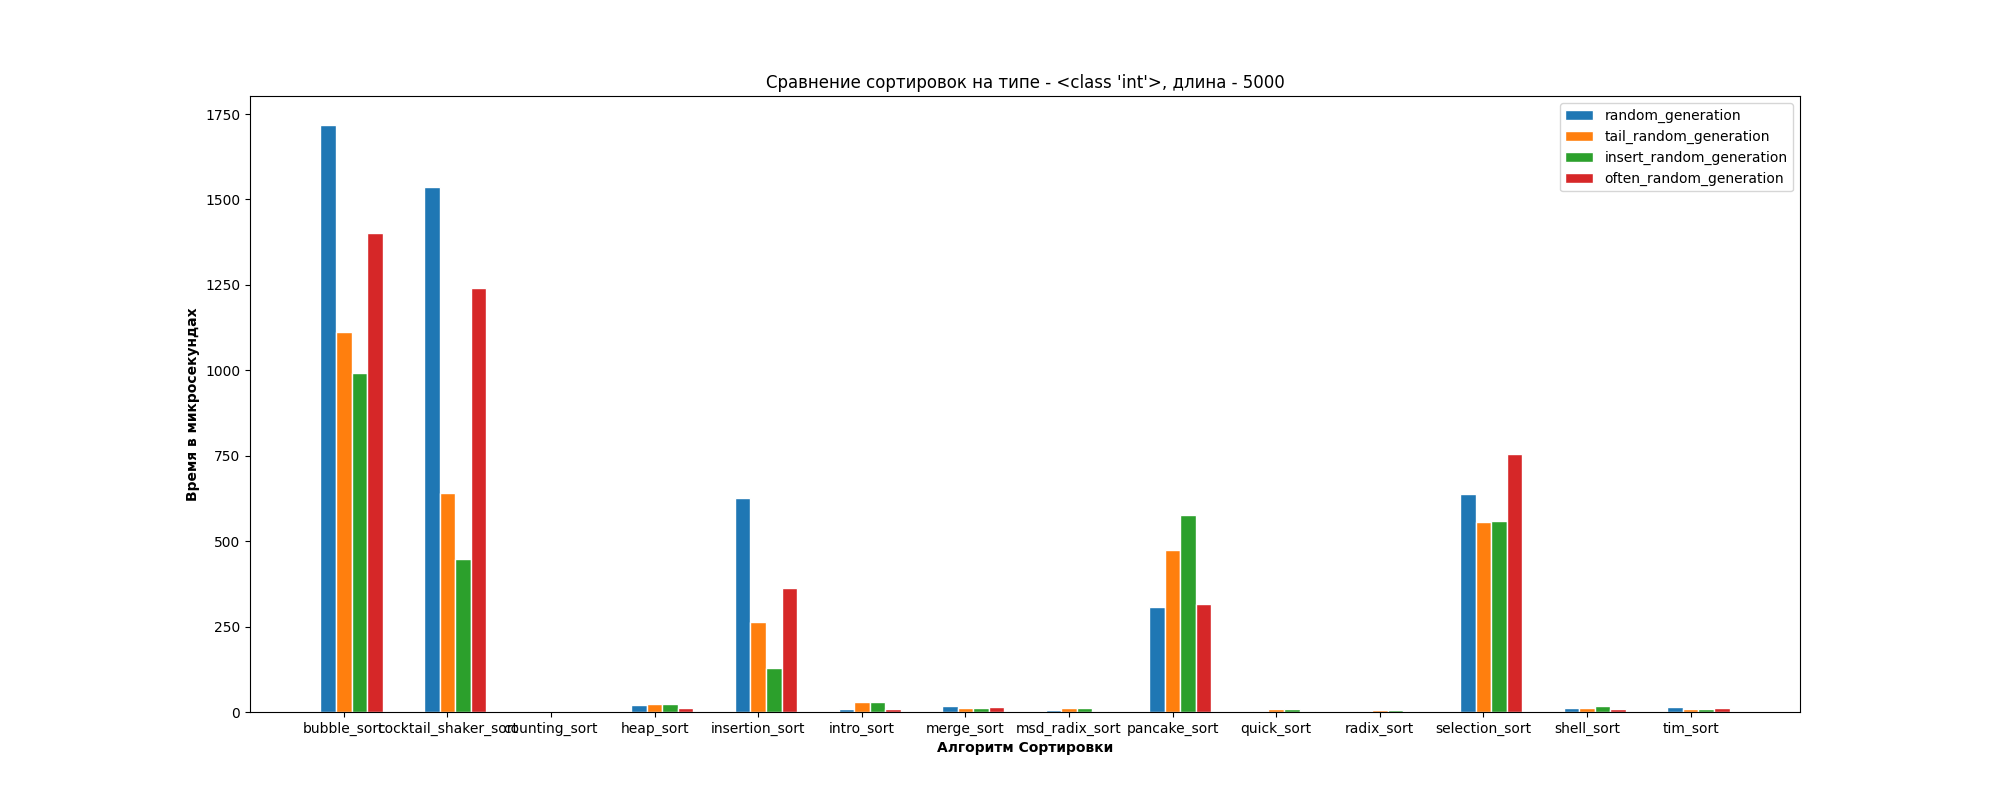 Сравнение сортировок на типе - <class 'int'>, длина - 5000
random_generation
tail_random_generation
insert_random_generation
often_random_generation
Время в микросекундах
1750
1500
1250
1000
750
500
250
0
bubble_sort cocktail_shaker_sort counting_sort heap_sort insertion_sort intro_sort merge_sort msd_radix_sort pancake_sort quick_sort radix_sort selection_sort shell_sort tim_sort
Алгоритм Сортировки